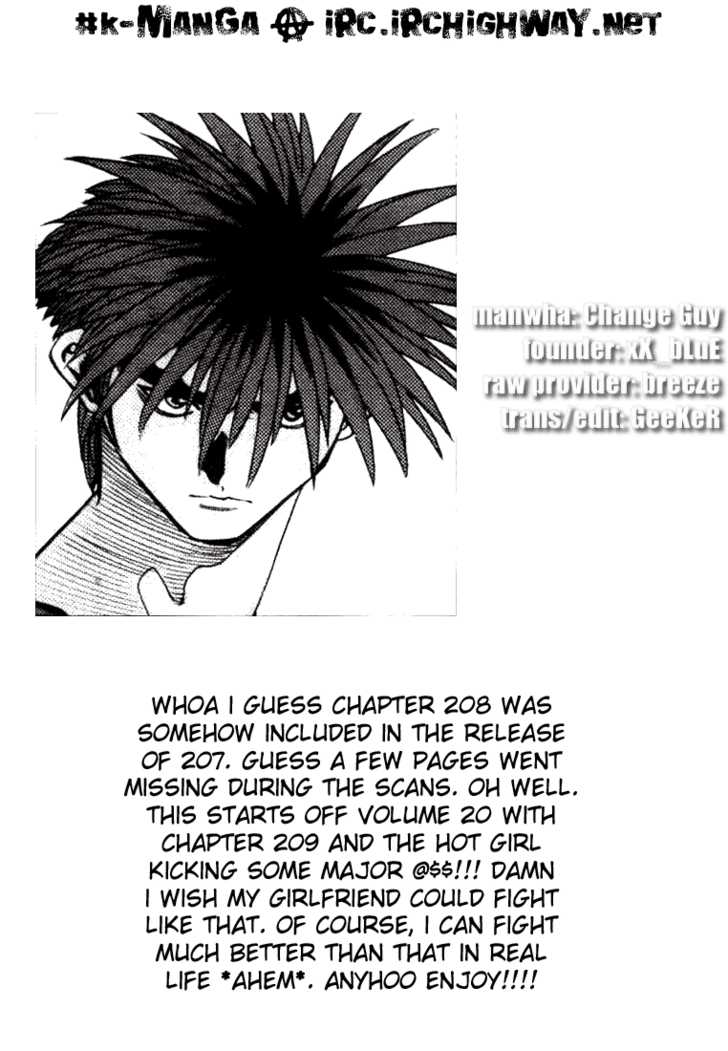 #k-MANGA @ iRC.iRCHiGHWAY.NeT
manwha: Change Guy
founder: xX_bLuE
raw provider: breeze
trans/edit: GeeKeR
WHOA I GUESS CHAPTER 208 WAS
SOMEHOW INCLUDED IN THE RELEASE
OF 207. GUESS A FEW PAGES WENT
MISSING DURING THE SCANS. OH WELL.
THIS STARTS OFF VOLUME 20 WITH
CHAPTER 209 AND THE HOT GIRL
KICKING SOME MAJOR @$$!!! DAMN
I WISH MY GIRLFRIEND COULD FIGHT
LIKE THAT. OF COURSE, I CAN FIGHT
MUCH BETTER THAN THAT IN REAL
LIFE *AHEM*. ANYHOO ENJOY!!!!